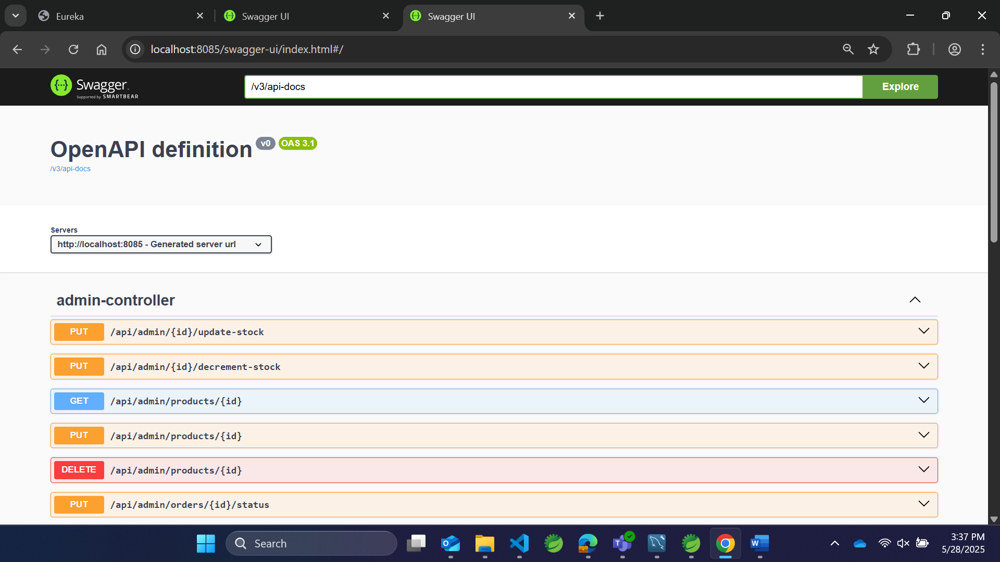 Eureka
Swagger UI
Swagger UI
localhost:8085/swagger-ui/index.html#/
Swagger
Supported by SMARTBEAR
/v3/api-docs
Explore
OpenAPI definition v0 OAS 3.1
/v3/api-docs
Servers
http://localhost:8085 - Generated server url
admin-controller
PUT /api/admin/{id}/update-stock
PUT /api/admin/{id}/decrement-stock
GET /api/admin/products/{id}
PUT /api/admin/products/{id}
DELETE /api/admin/products/{id}
PUT /api/admin/orders/{id}/status
Search
3:37 PM
5/28/2025